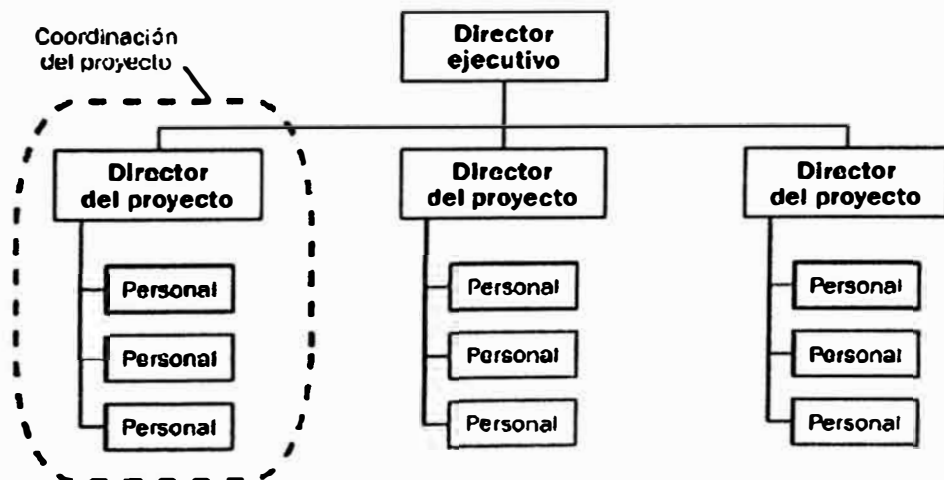 Coordinación
del proyecto
Director
ejecutivo
Director
del proyecto
Director
del proyecto
Director
del proyecto
Personal
Personal
Personal
Personal
Personal
Personal
Personal
Personal
Personal